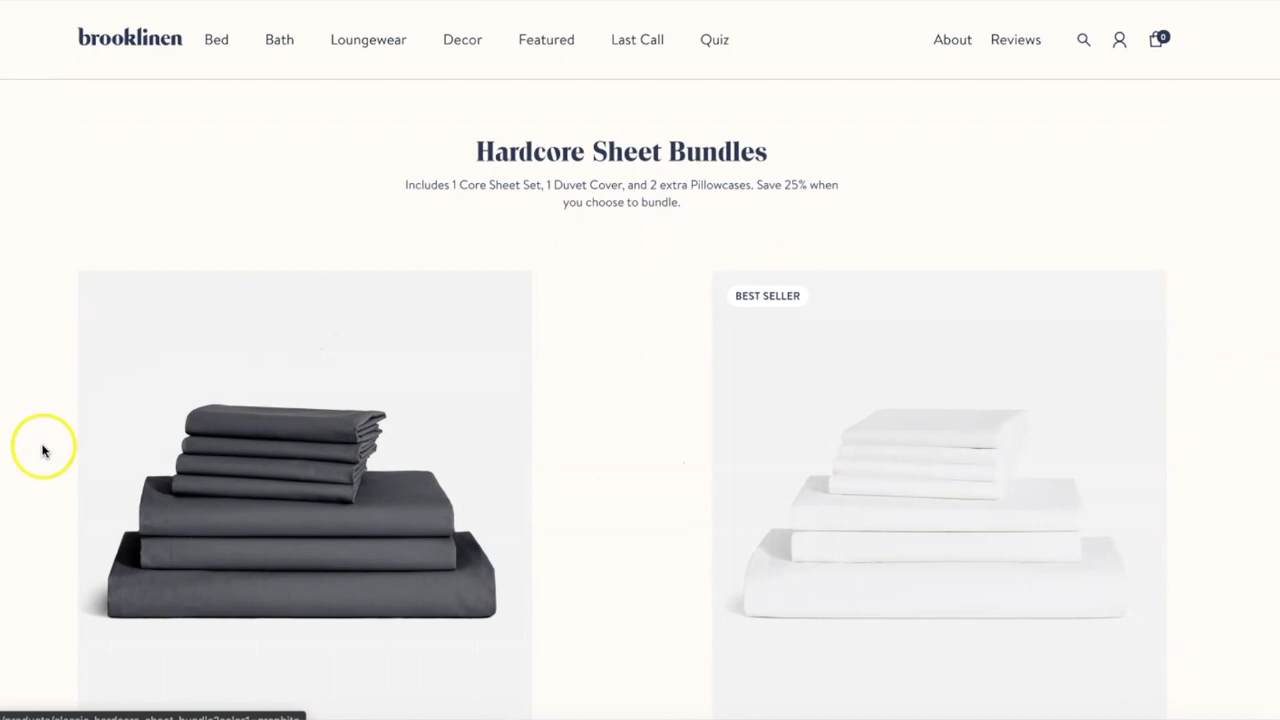 brooklinen Bed Bath Loungewear Decor Featured Last Call Quiz About Reviews 0
Hardcore Sheet Bundles
Includes 1 Core Sheet Set, 1 Duvet Cover, and 2 extra Pillowcases. Save 25% when
you choose to bundle.
BEST SELLER